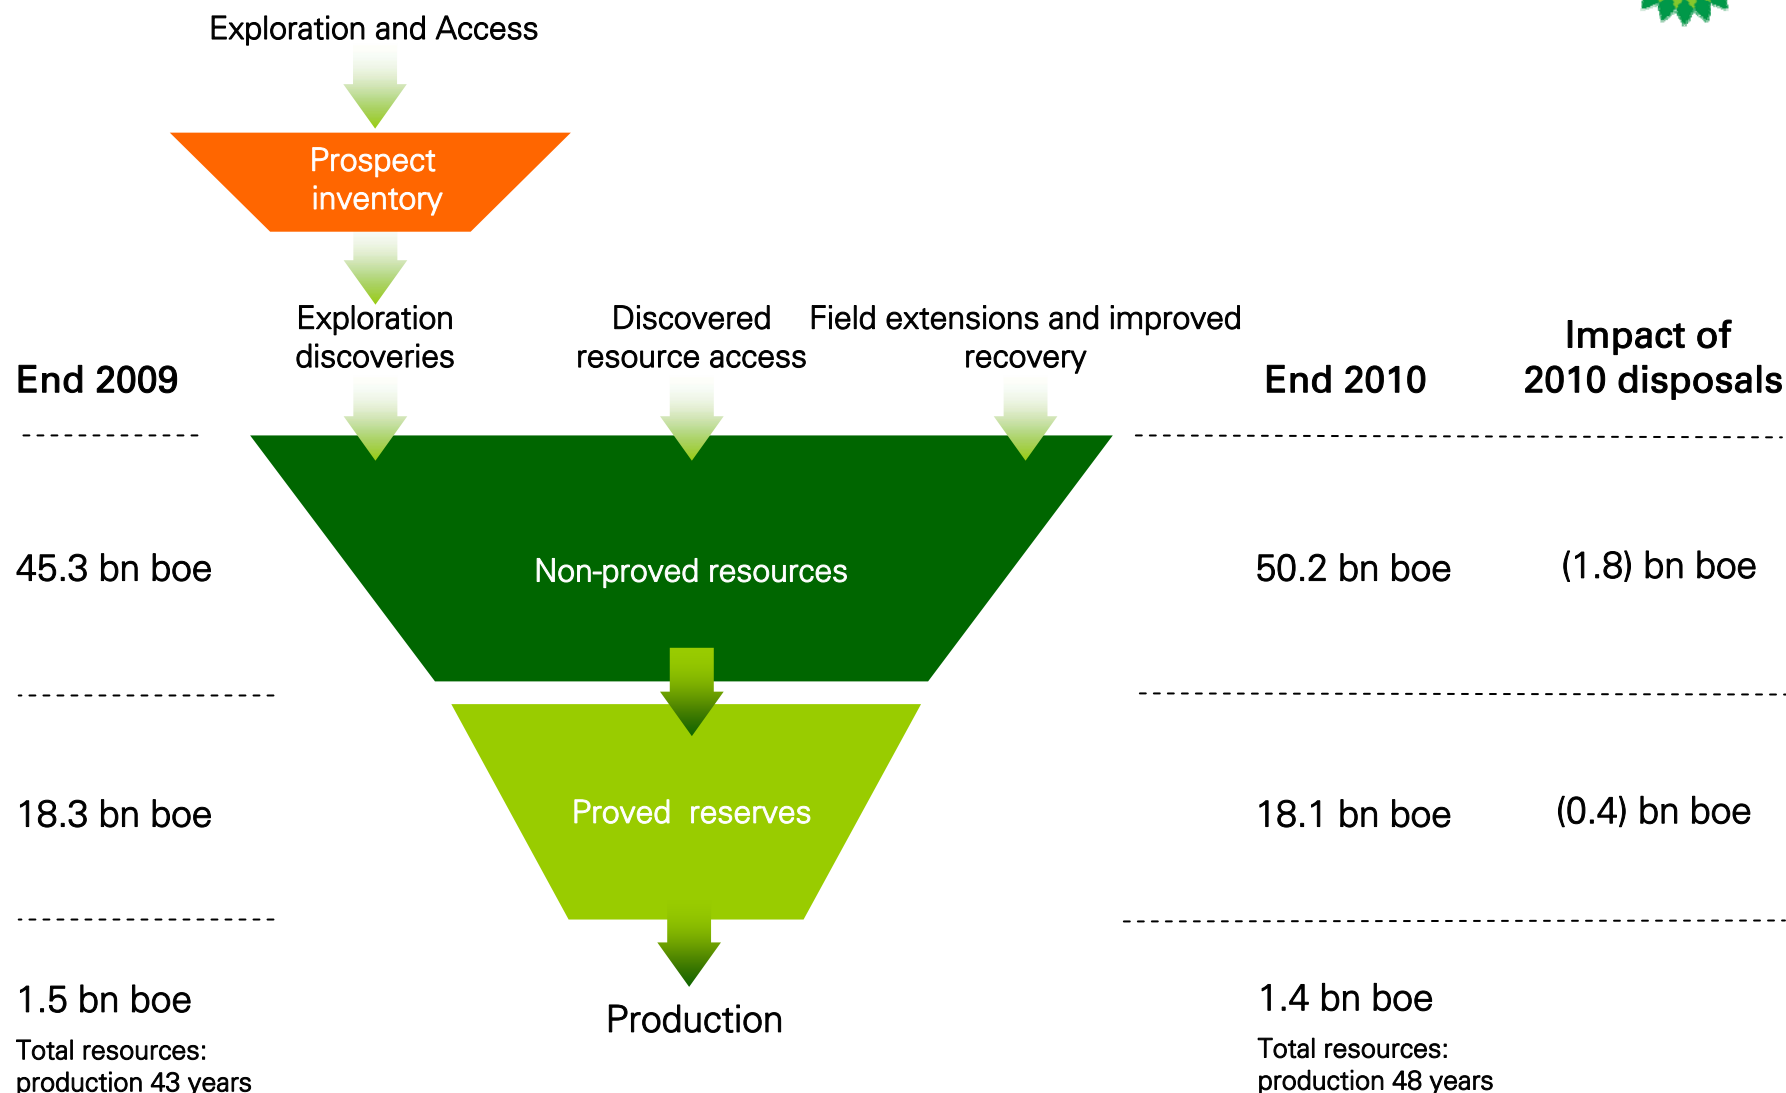 Exploration and Access
Prospect
inventory
Exploration
discoveries
Discovered
resource access
Field extensions and improved
recovery
End 2009
End 2010
Impact of
2010 disposals
45.3 bn boe
Non-proved resources
50.2 bn boe
(1.8) bn boe
18.3 bn boe
Proved reserves
18.1 bn boe
(0.4) bn boe
1.5 bn boe
Total resources:
production 43 years
Production
1.4 bn boe
Total resources:
production 48 years